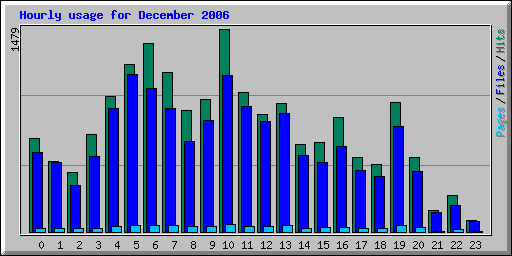 Hourly usage for December 2006
1479
Pages / Files / Hits
0 1 2 3 4 5 6 7 8 9 10 11 12 13 14 15 16 17 18 19 20 21 22 23